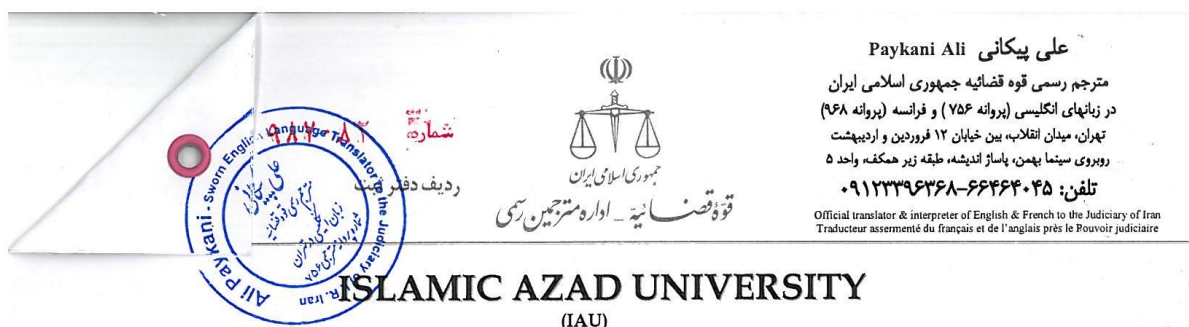 علی پیکانی Paykani Ali
مترجم رسمی قوه قضائیه جمهوری اسلامی ایران
در زبانهای انگلیسی (پروانه ۷۵۶) و فرانسه (پروانه ۹۶۸)
تهران، میدان انقلاب، بین خیابان ۱۲ فروردین و اردیبهشت
روبروی سینما بهمن، پاساژ اندیشه، طبقه زیر همکف، واحد ۵
تلفن: ۶۶۴۶۴۰۴۵-۰۹۱۲۳۳۹۶۳۶۸
Official translator & interpreter of English & French to the Judiciary of Iran
Traducteur assermenté du français et de l'anglais près le Pouvoir judiciaire
جمهوری اسلامی ایران
قوّهٔ قضـائیّه _ اداره مترجمین رسمی
شماره
ردیف دفتر ثبت
Ali Paykani · sworn English Language Translator to the Judiciary of R. Iran
ISLAMIC AZAD UNIVERSITY
(IAU)